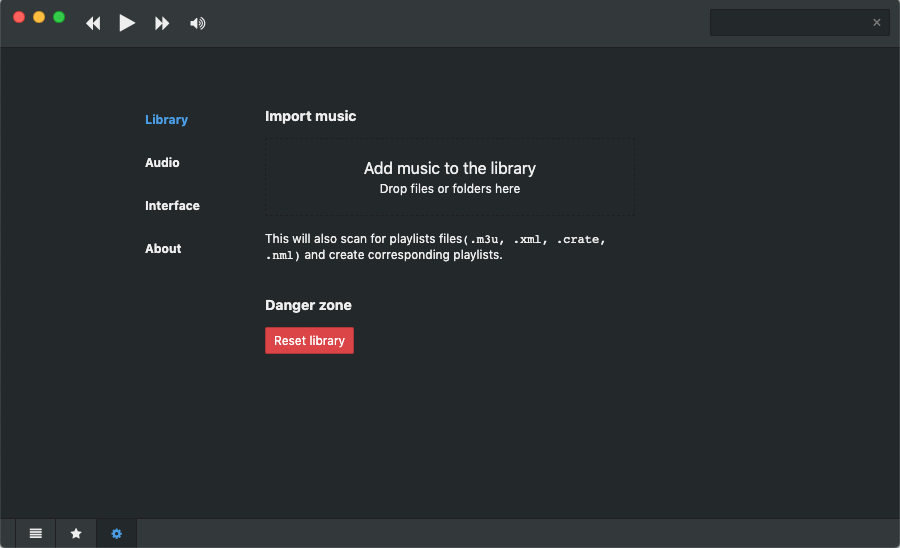 Library
Audio
Interface
About
Import music
Add music to the library
Drop files or folders here
This will also scan for playlists files(.m3u, .xml, .crate,
.nml) and create corresponding playlists.
Danger zone
Reset library